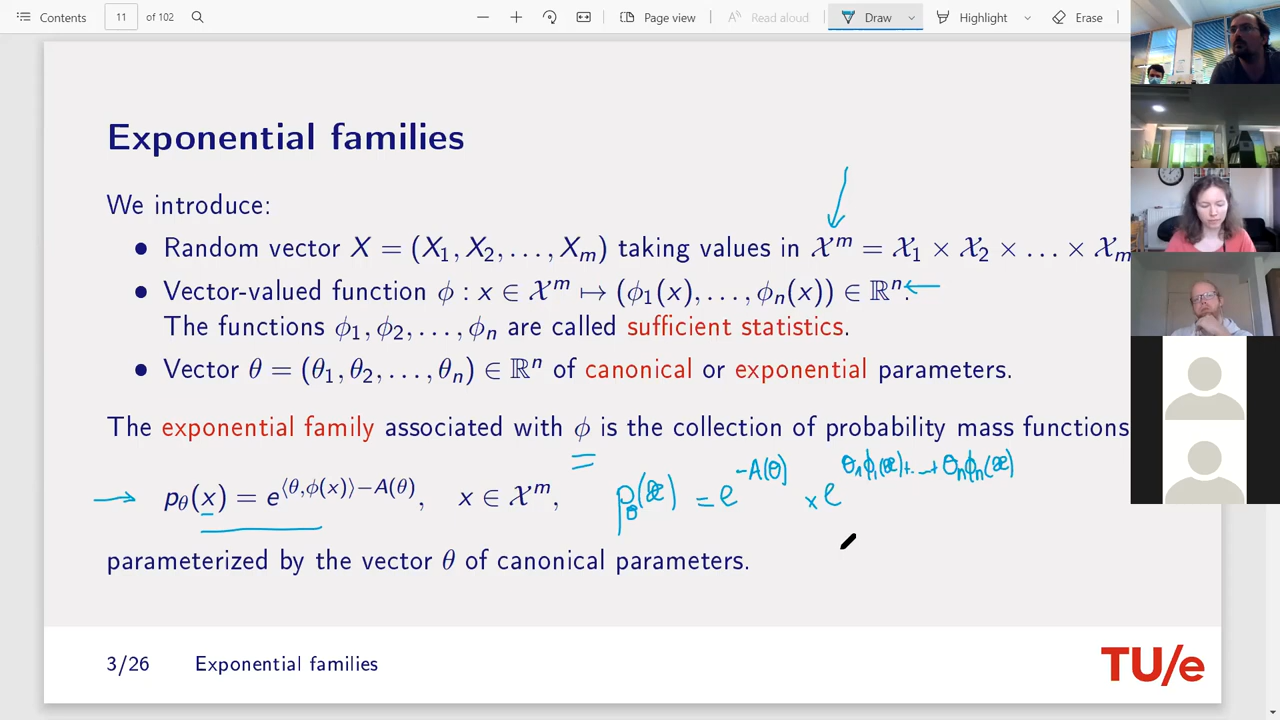 Contents 11 of 102 Page view Read aloud Draw Highlight Erase
Exponential families
We introduce:
• Random vector X = (X₁, X₂, . . . , Xₘ) taking values in 𝒳ᵐ = 𝒳₁ × 𝒳₂ × . . . × 𝒳ₘ
• Vector-valued function ϕ : x ∈ 𝒳ᵐ ↦ (ϕ₁(x), . . . , ϕₙ(x)) ∈ ℝⁿ.
The functions ϕ₁, ϕ₂, . . . , ϕₙ are called sufficient statistics.
• Vector θ = (θ₁, θ₂, . . . , θₙ) ∈ ℝⁿ of canonical or exponential parameters.
The exponential family associated with ϕ is the collection of probability mass functions
→ p_θ(x) = e^{⟨θ,ϕ(x)⟩−A(θ)}, x ∈ 𝒳ᵐ, p_θ(x) = e^{-A(θ)} × e^{θ₁ϕ₁(x)+..+θₙϕₙ(x)}
parameterized by the vector θ of canonical parameters.
3/26 Exponential families
TU/e